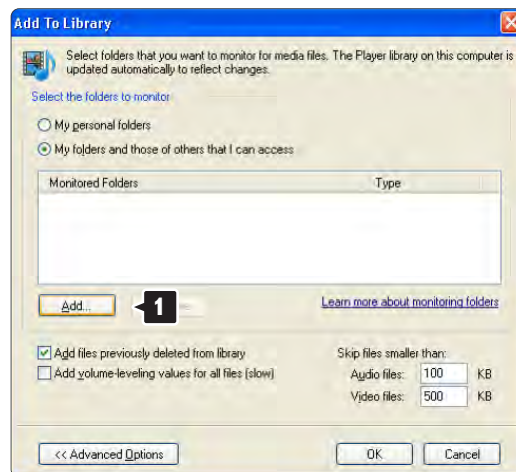 Add To Library
Select folders that you want to monitor for media files. The Player library on this computer is
updated automatically to reflect changes.
Select the folders to monitor
My personal folders
My folders and those of others that I can access
Monitored Folders Type
Add... 1
Learn more about monitoring folders
Add files previously deleted from library
Add volume-leveling values for all files (slow)
Skip files smaller than:
Audio files: 100 KB
Video files: 500 KB
<< Advanced Options OK Cancel